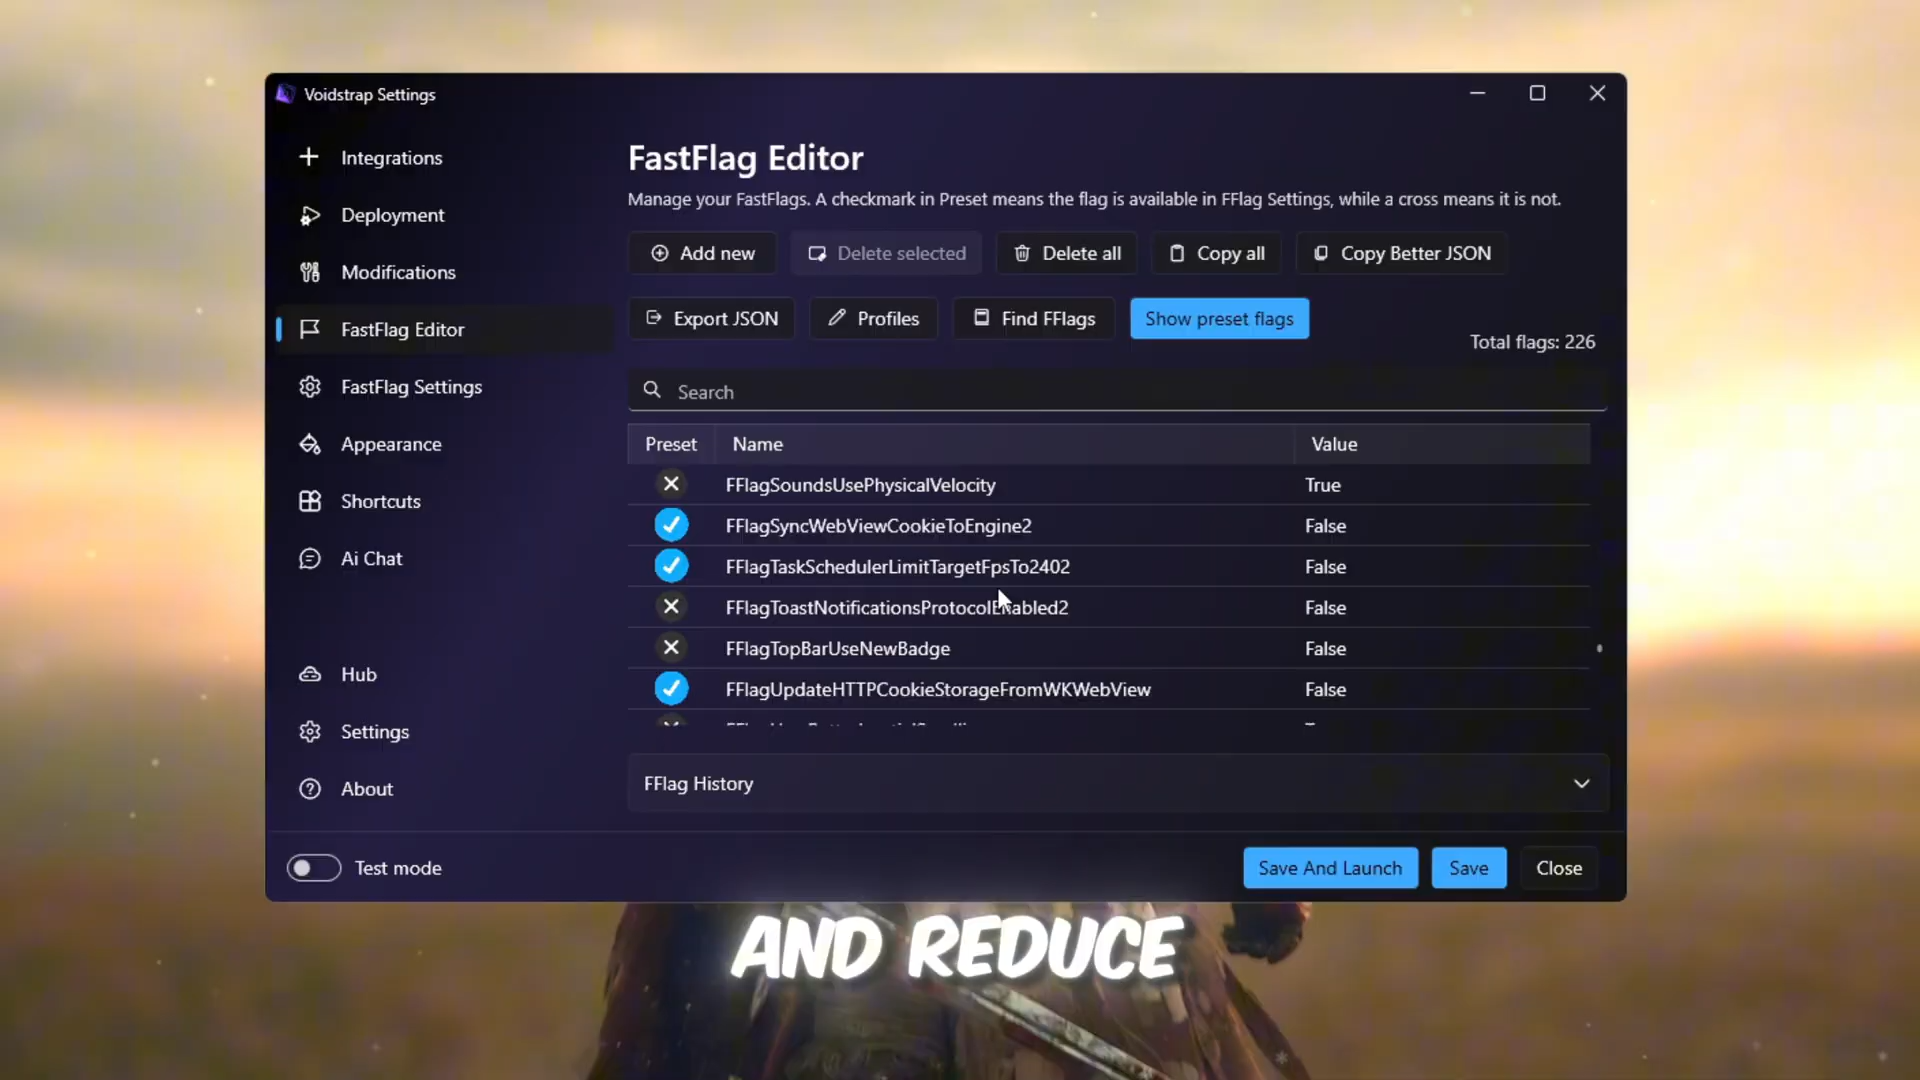 Voidstrap Settings
Integrations
Deployment
Modifications
FastFlag Editor
FastFlag Settings
Appearance
Shortcuts
Ai Chat
Hub
Settings
About
Test mode
FastFlag Editor
Manage your FastFlags. A checkmark in Preset means the flag is available in FFlag Settings, while a cross means it is not.
Add new Delete selected Delete all Copy all Copy Better JSON
Export JSON Profiles Find FFlags Show preset flags
Total flags: 226
Search
Preset Name Value
FFlagSoundsUsePhysicalVelocity True
FFlagSyncWebViewCookieToEngine2 False
FFlagTaskSchedulerLimitTargetFpsTo2402 False
FFlagToastNotificationsProtocolEnabled2 False
FFlagTopBarUseNewBadge False
FFlagUpdateHTTPCookieStorageFromWKWebView False
FFlag History
Save And Launch Save Close
AND REDUCE